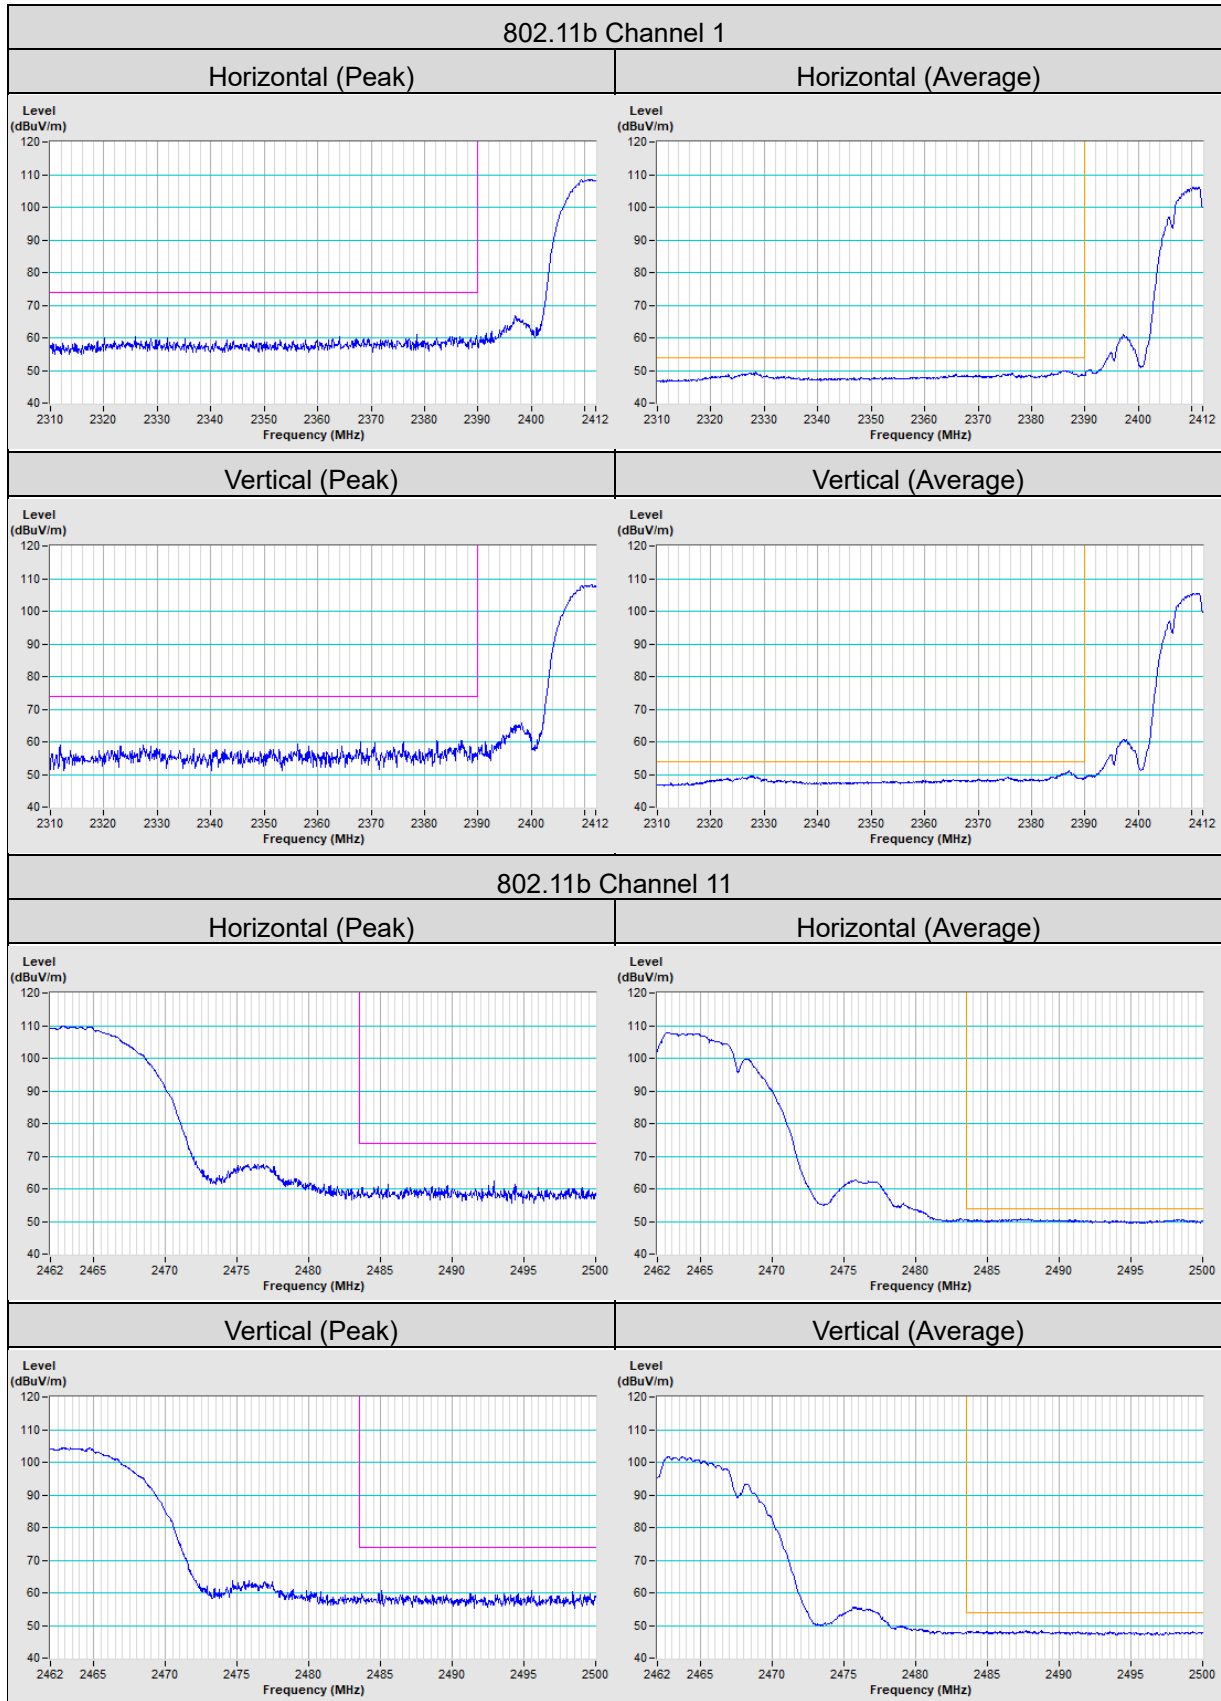 802.11b Channel 1
Horizontal (Peak)
Horizontal (Average)
Level
(dBuV/m)
120
110
100
90
80
70
60
50
40
2310 2320 2330 2340 2350 2360 2370 2380 2390 2400 2412
Frequency (MHz)
Level
(dBuV/m)
120
110
100
90
80
70
60
50
40
2310 2320 2330 2340 2350 2360 2370 2380 2390 2400 2412
Frequency (MHz)
Vertical (Peak)
Vertical (Average)
Level
(dBuV/m)
120
110
100
90
80
70
60
50
40
2310 2320 2330 2340 2350 2360 2370 2380 2390 2400 2412
Frequency (MHz)
Level
(dBuV/m)
120
110
100
90
80
70
60
50
40
2310 2320 2330 2340 2350 2360 2370 2380 2390 2400 2412
Frequency (MHz)
802.11b Channel 11
Horizontal (Peak)
Horizontal (Average)
Level
(dBuV/m)
120
110
100
90
80
70
60
50
40
2462 2465 2470 2475 2480 2485 2490 2495 2500
Frequency (MHz)
Level
(dBuV/m)
120
110
100
90
80
70
60
50
40
2462 2465 2470 2475 2480 2485 2490 2495 2500
Frequency (MHz)
Vertical (Peak)
Vertical (Average)
Level
(dBuV/m)
120
110
100
90
80
70
60
50
40
2462 2465 2470 2475 2480 2485 2490 2495 2500
Frequency (MHz)
Level
(dBuV/m)
120
110
100
90
80
70
60
50
40
2462 2465 2470 2475 2480 2485 2490 2495 2500
Frequency (MHz)